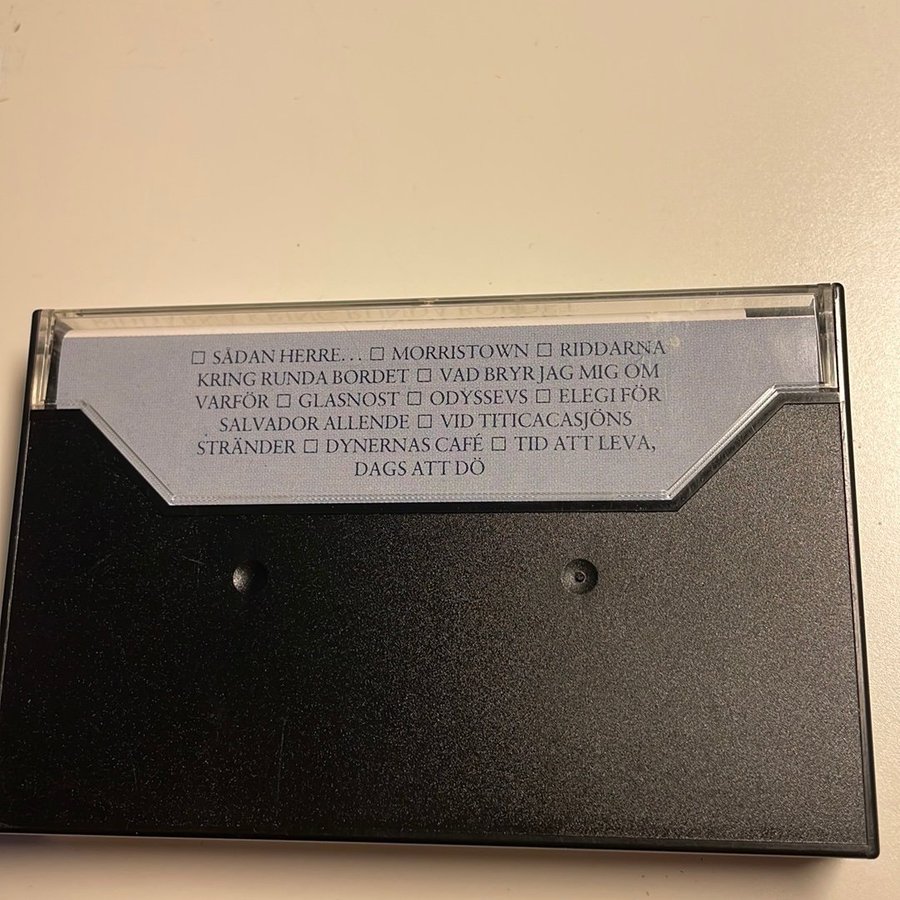 □ SÅDAN HERRE... □ MORRISTOWN □ RIDDARNA
KRING RUNDA BORDET □ VAD BRYR JAG MIG OM
VARFÖR □ GLASNOST □ ODYSSEVS □ ELEGI FÖR
SALVADOR ALLENDE □ VID TITICACASJÖNS
STRÄNDER □ DYNERNAS CAFÉ □ TID ATT LEVA,
DAGS ATT DÖ